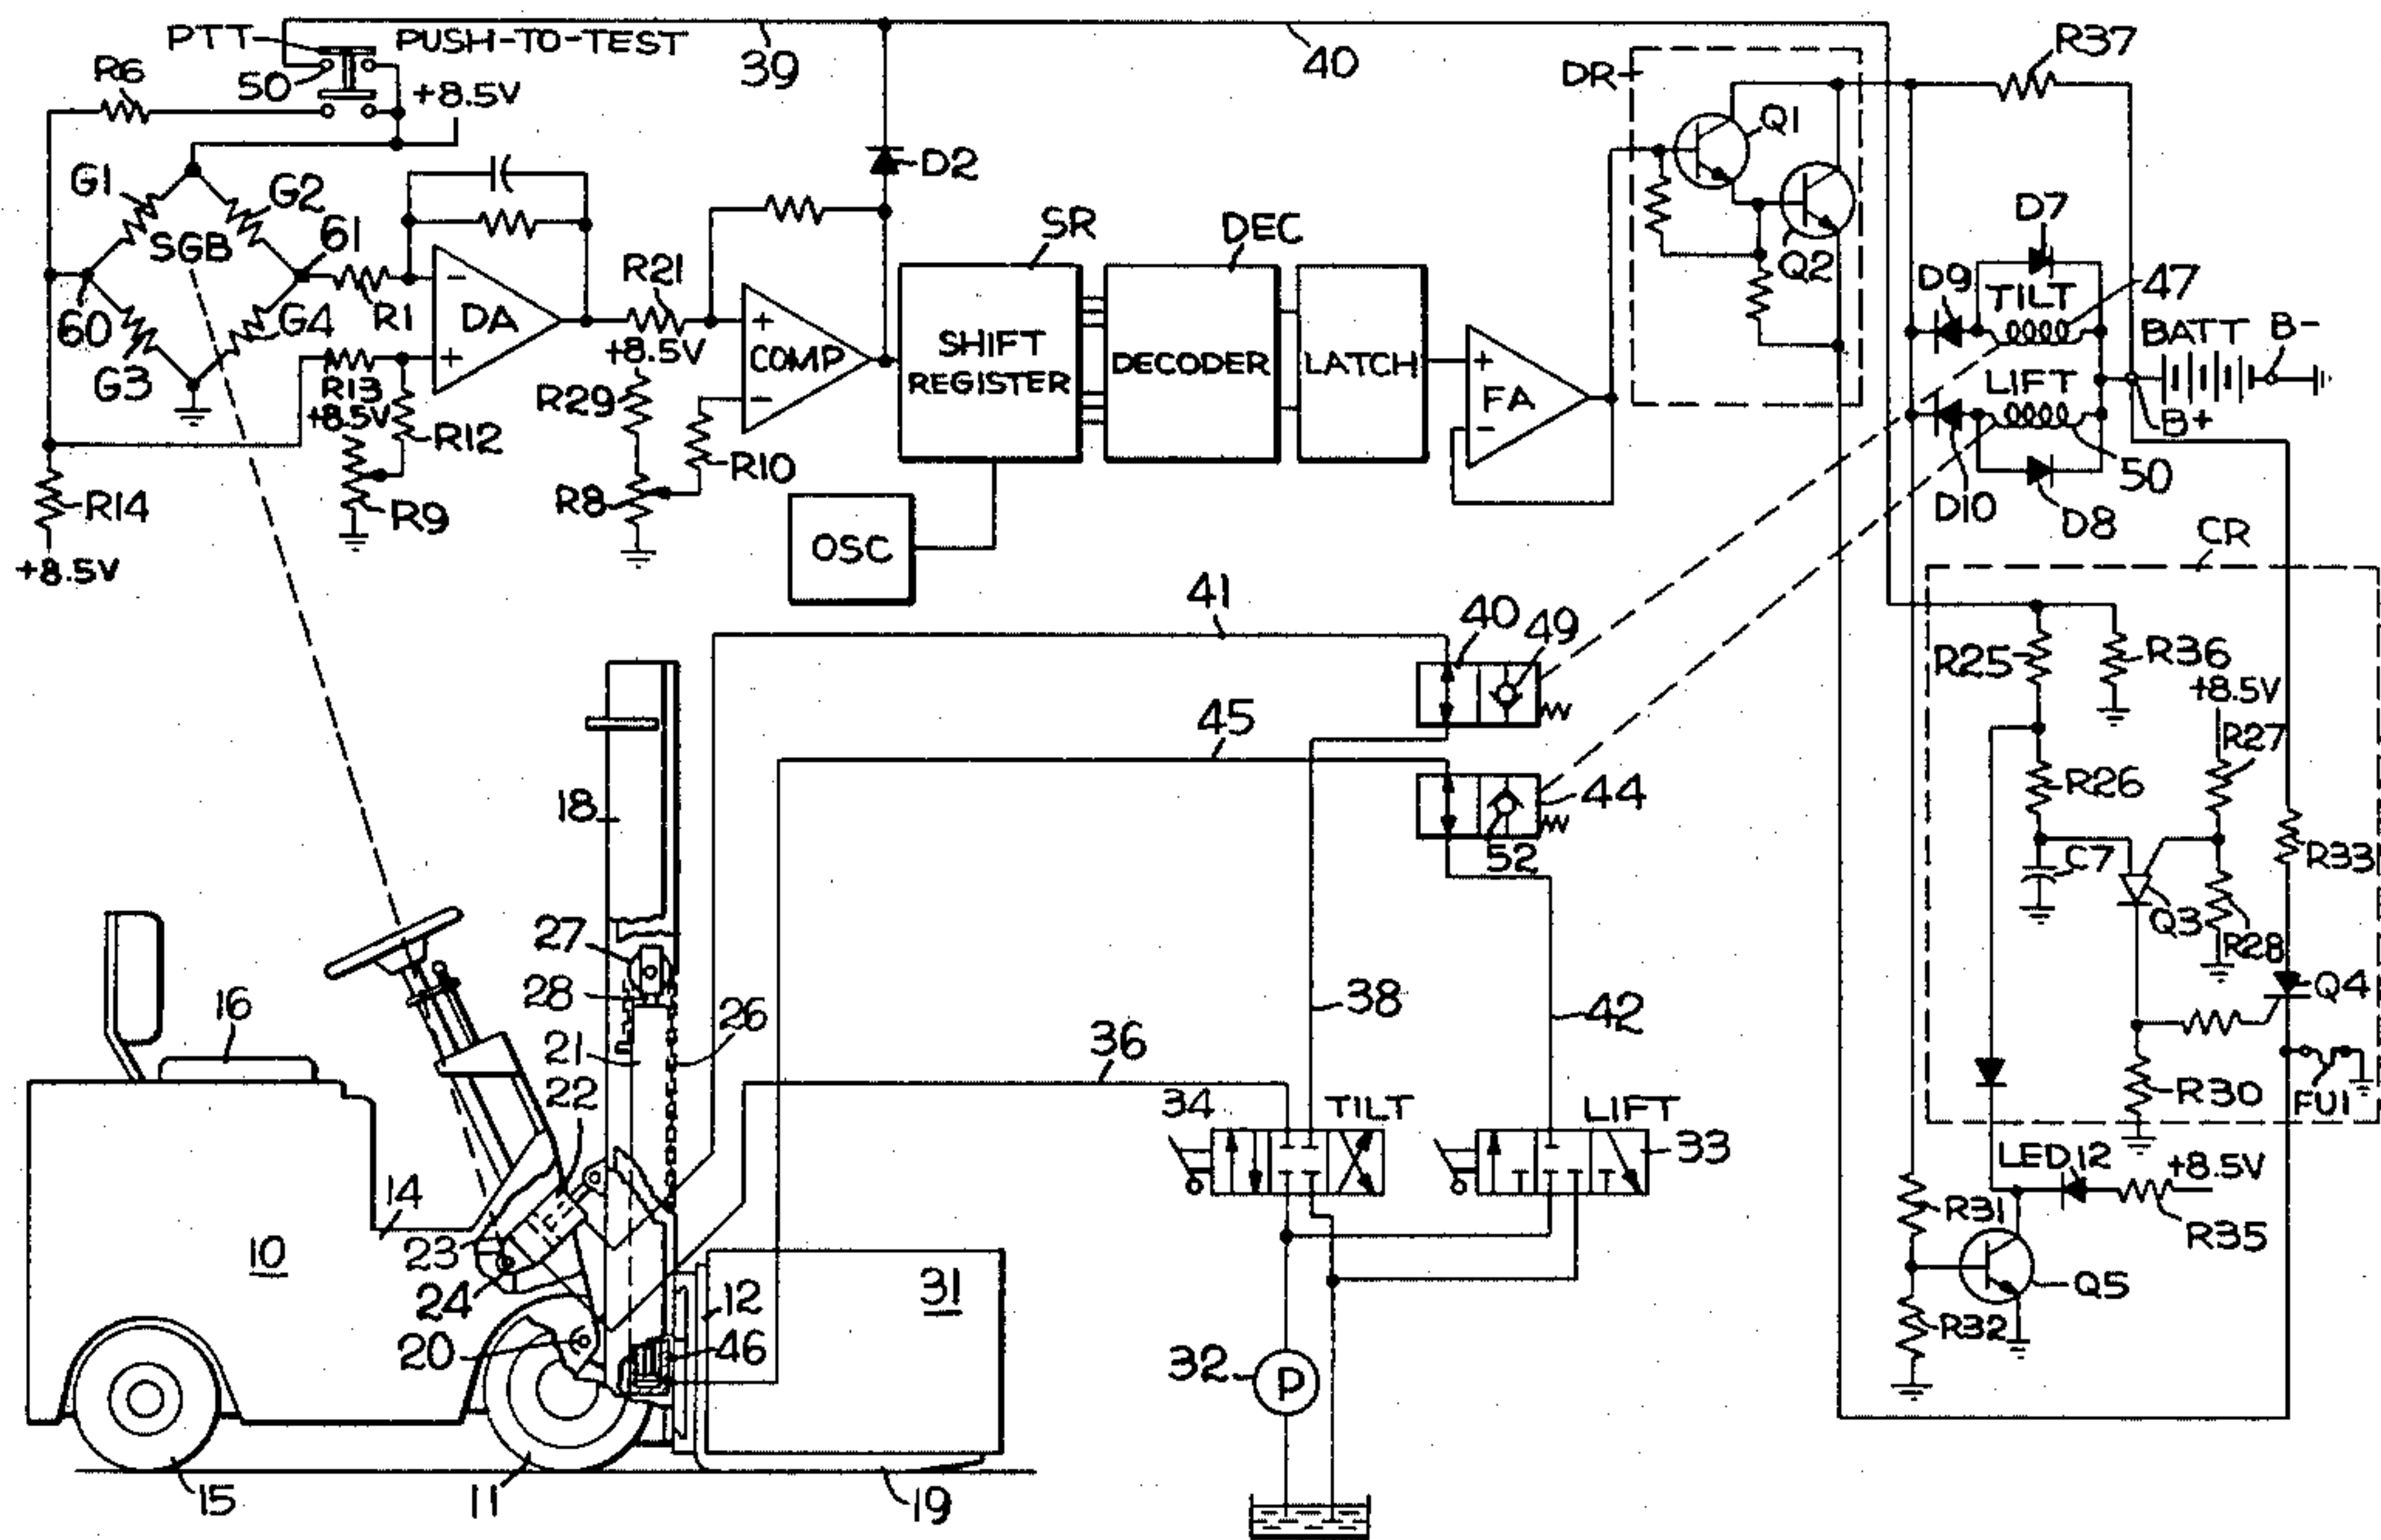 PTT
PUSH-TO-TEST
39
40
R37
R6
50
+8.5V
DR
Q1
G1
G2
D2
SR
DEC
D7
SGB
61
R21
Q2
D9
TILT
47
60
R1
DA
G4
+8.5V
COMP
SHIFT
REGISTER
DECODER
LATCH
FA
BATT
B-
G3
R13
+8.5V
R29
LIFT
B+
R12
R10
50
R14
R9
R8
D10
D8
+8.5V
OSC
CR
41
40
49
R25
R36
+8.5V
45
R27
18
44
R26
52
C7
R33
27
Q3
R28
28
26
38
42
Q4
16
36
21
22
34
TILT
LIFT
R30
FU1
33
LED12
+8.5V
14
R31
R35
10
23
24
12
31
Q5
20
46
32
P
R32
15
11
19